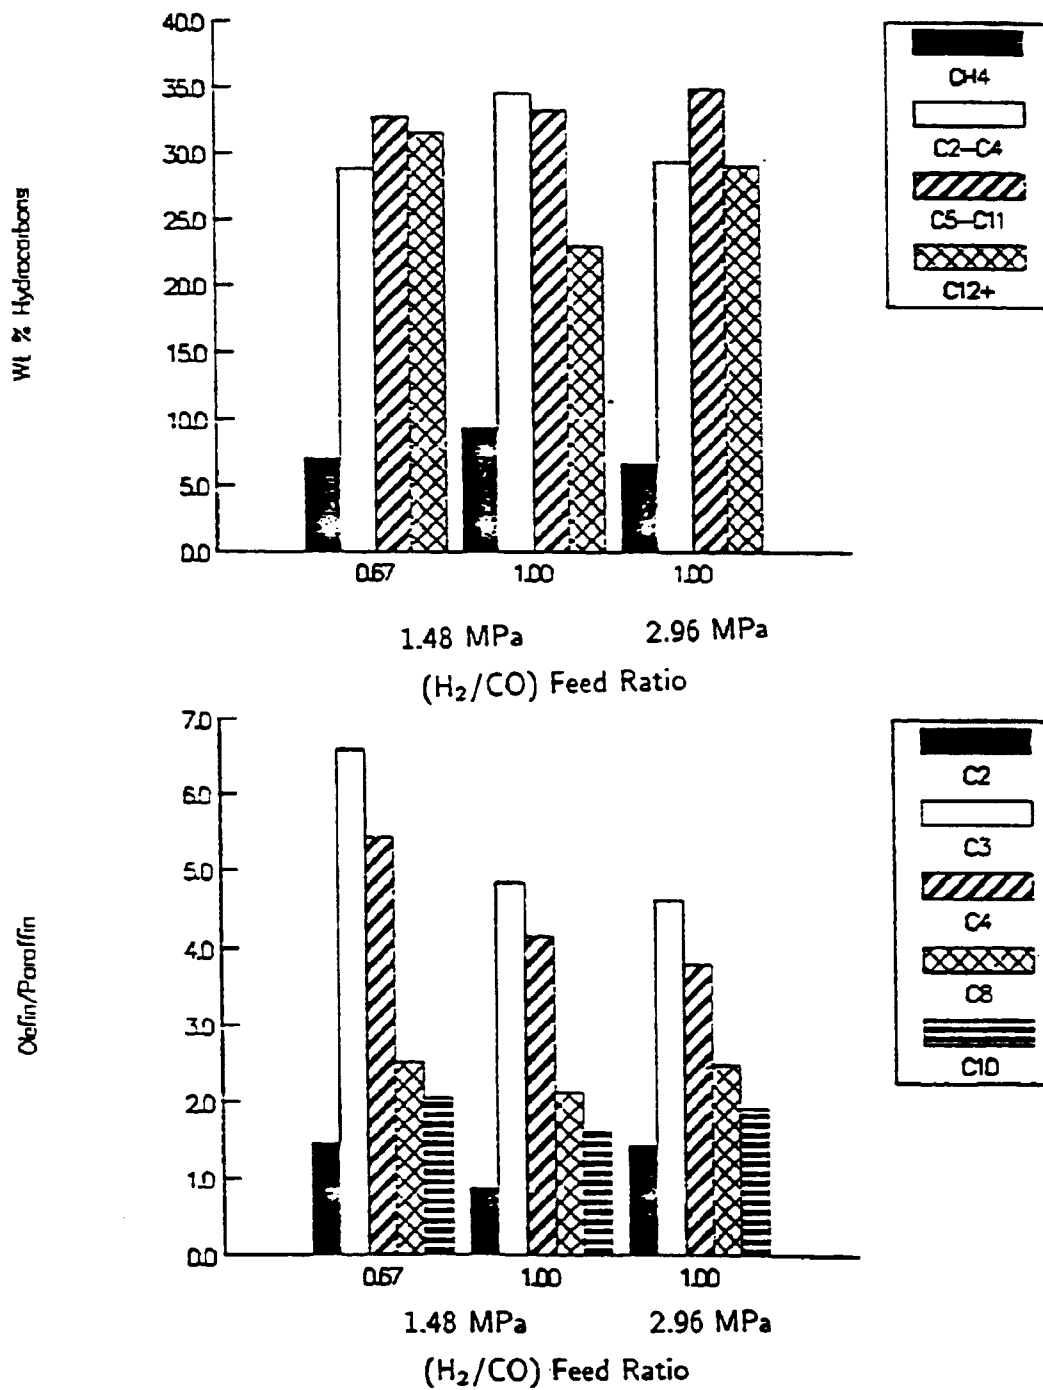 40.0
35.0
30.0
25.0
20.0
15.0
10.0
5.0
0.0
Wt % Hydrocarbons
0.67 1.00 1.00
1.48 MPa 2.96 MPa
(H₂/CO) Feed Ratio
CH4
C2-C4
C5-C11
C12+
7.0
6.0
5.0
4.0
3.0
2.0
1.0
0.0
Olefin/Paraffin
0.67 1.00 1.00
1.48 MPa 2.96 MPa
(H₂/CO) Feed Ratio
C2
C3
C4
C8
C10